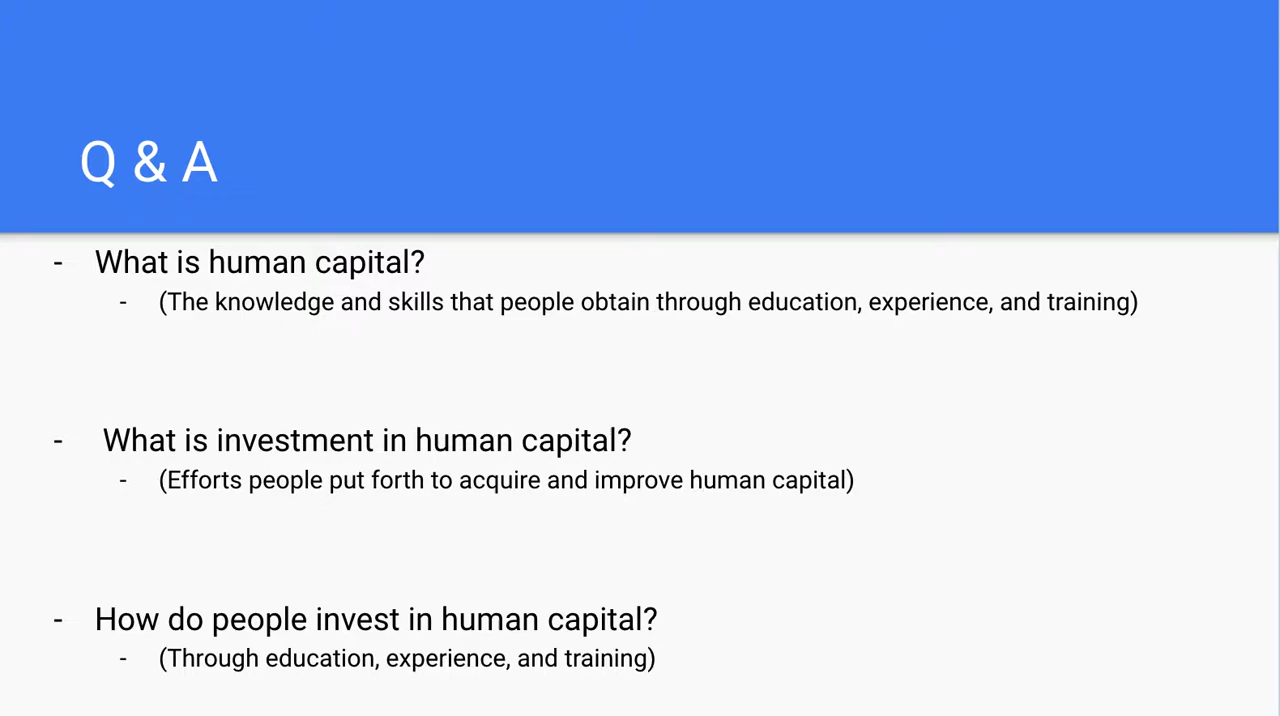 Q & A
- What is human capital?
- (The knowledge and skills that people obtain through education, experience, and training)
- What is investment in human capital?
- (Efforts people put forth to acquire and improve human capital)
- How do people invest in human capital?
- (Through education, experience, and training)